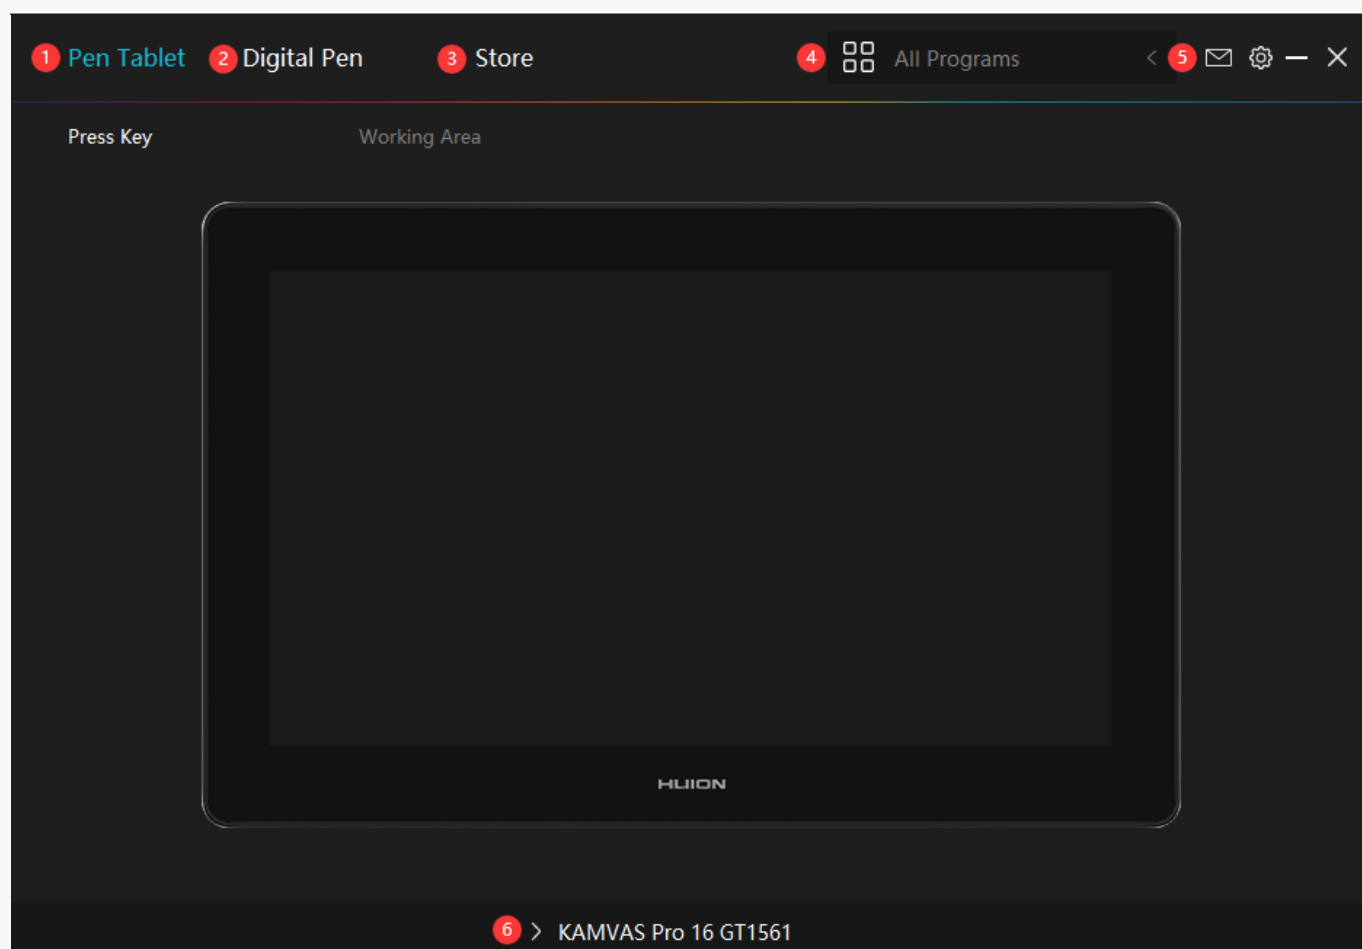 1 Pen Tablet 2 Digital Pen 3 Store 4 All Programs 5
Press Key Working Area
HUION
6 > KAMVAS Pro 16 GT1561